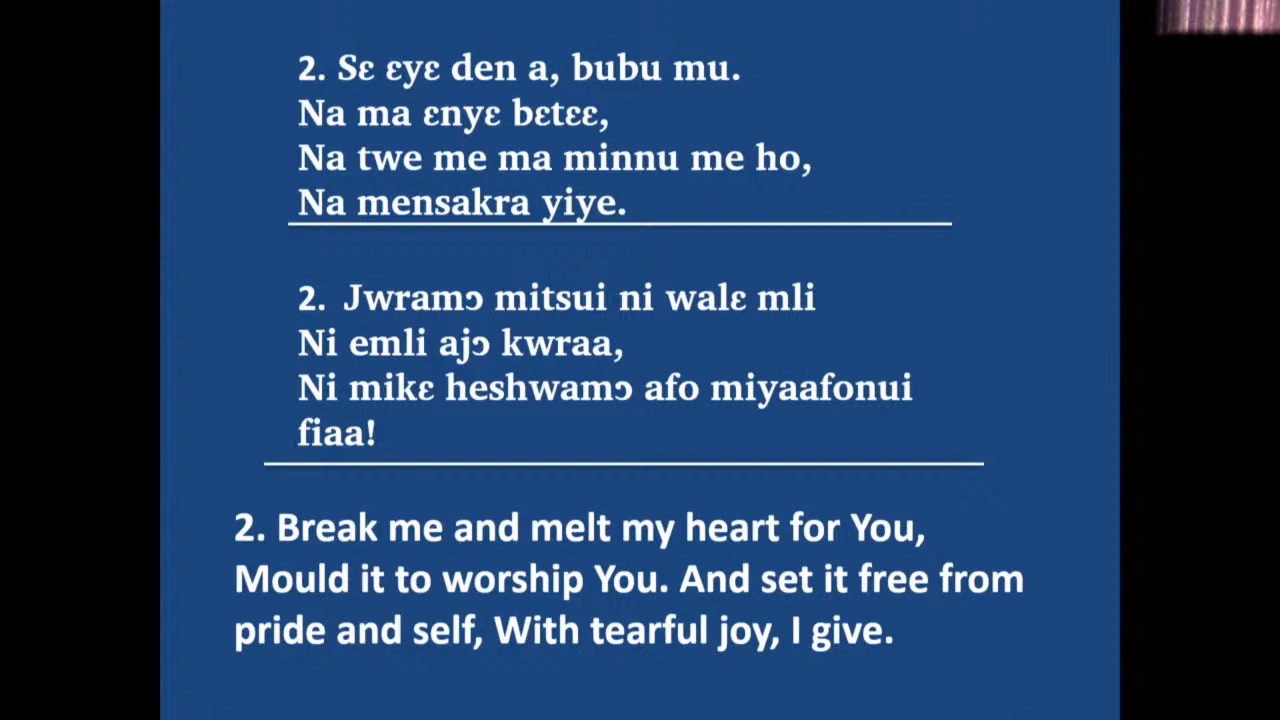 2. Sɛ ɛyɛ den a, bubu mu.
Na ma ɛnyɛ bɛtɛɛ,
Na twe me ma minnu me ho,
Na mensakra yiye.
2. Jwramɔ mitsui ni walɛ mli
Ni emli ajɔ kwraa,
Ni mikɛ heshwamɔ afo miyaafonui
fiaa!
2. Break me and melt my heart for You,
Mould it to worship You. And set it free from
pride and self, With tearful joy, I give.